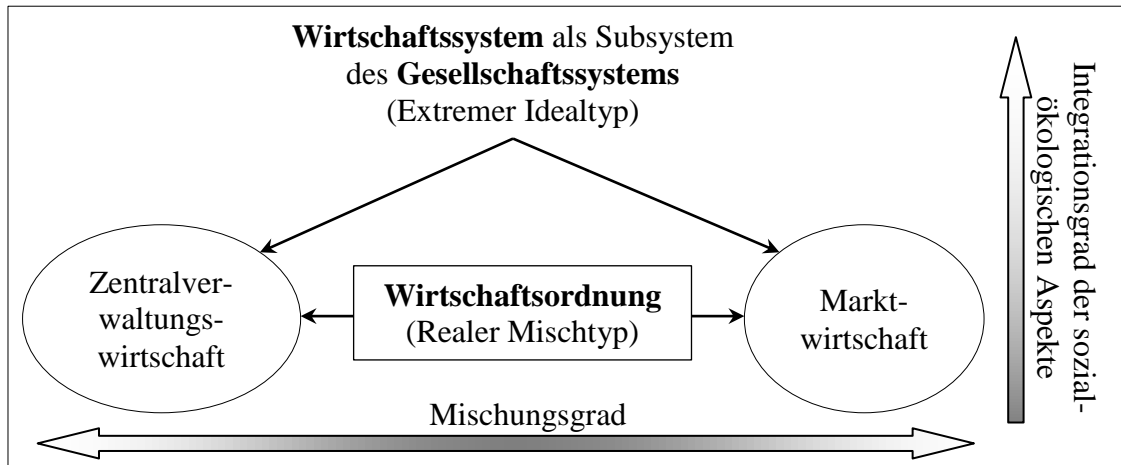 Wirtschaftssystem als Subsystem
des Gesellschaftssystems
(Extremer Idealtyp)
Zentralver-
waltungs-
wirtschaft
Wirtschaftsordnung
(Realer Mischtyp)
Markt-
wirtschaft
Mischungsgrad
Integrationsgrad der sozial-
ökologischen Aspekte